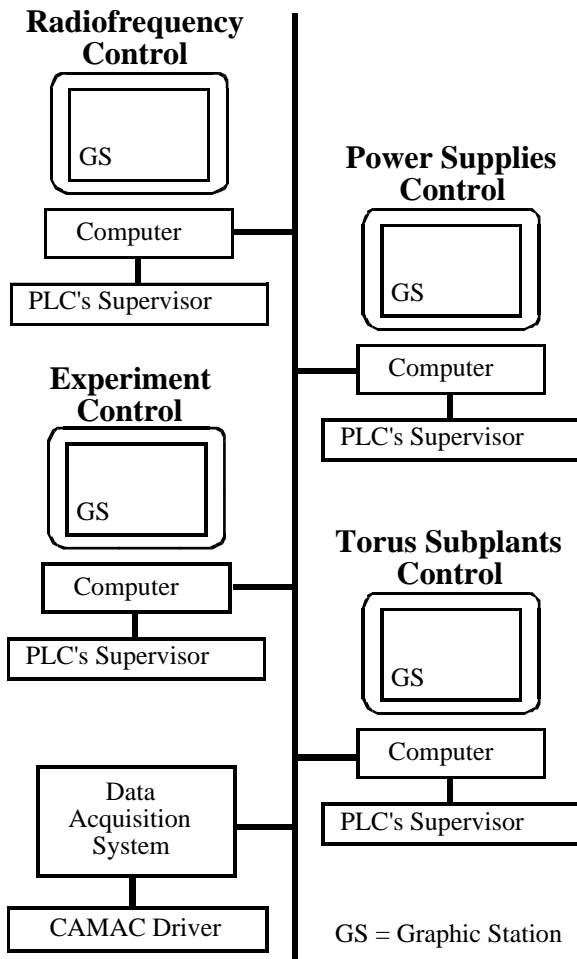 Radiofrequency
Control
GS
Computer
PLC's Supervisor
Power Supplies
Control
GS
Computer
PLC's Supervisor
Experiment
Control
GS
Computer
PLC's Supervisor
Torus Subplants
Control
GS
Computer
PLC's Supervisor
Data
Acquisition
System
CAMAC Driver
GS = Graphic Station